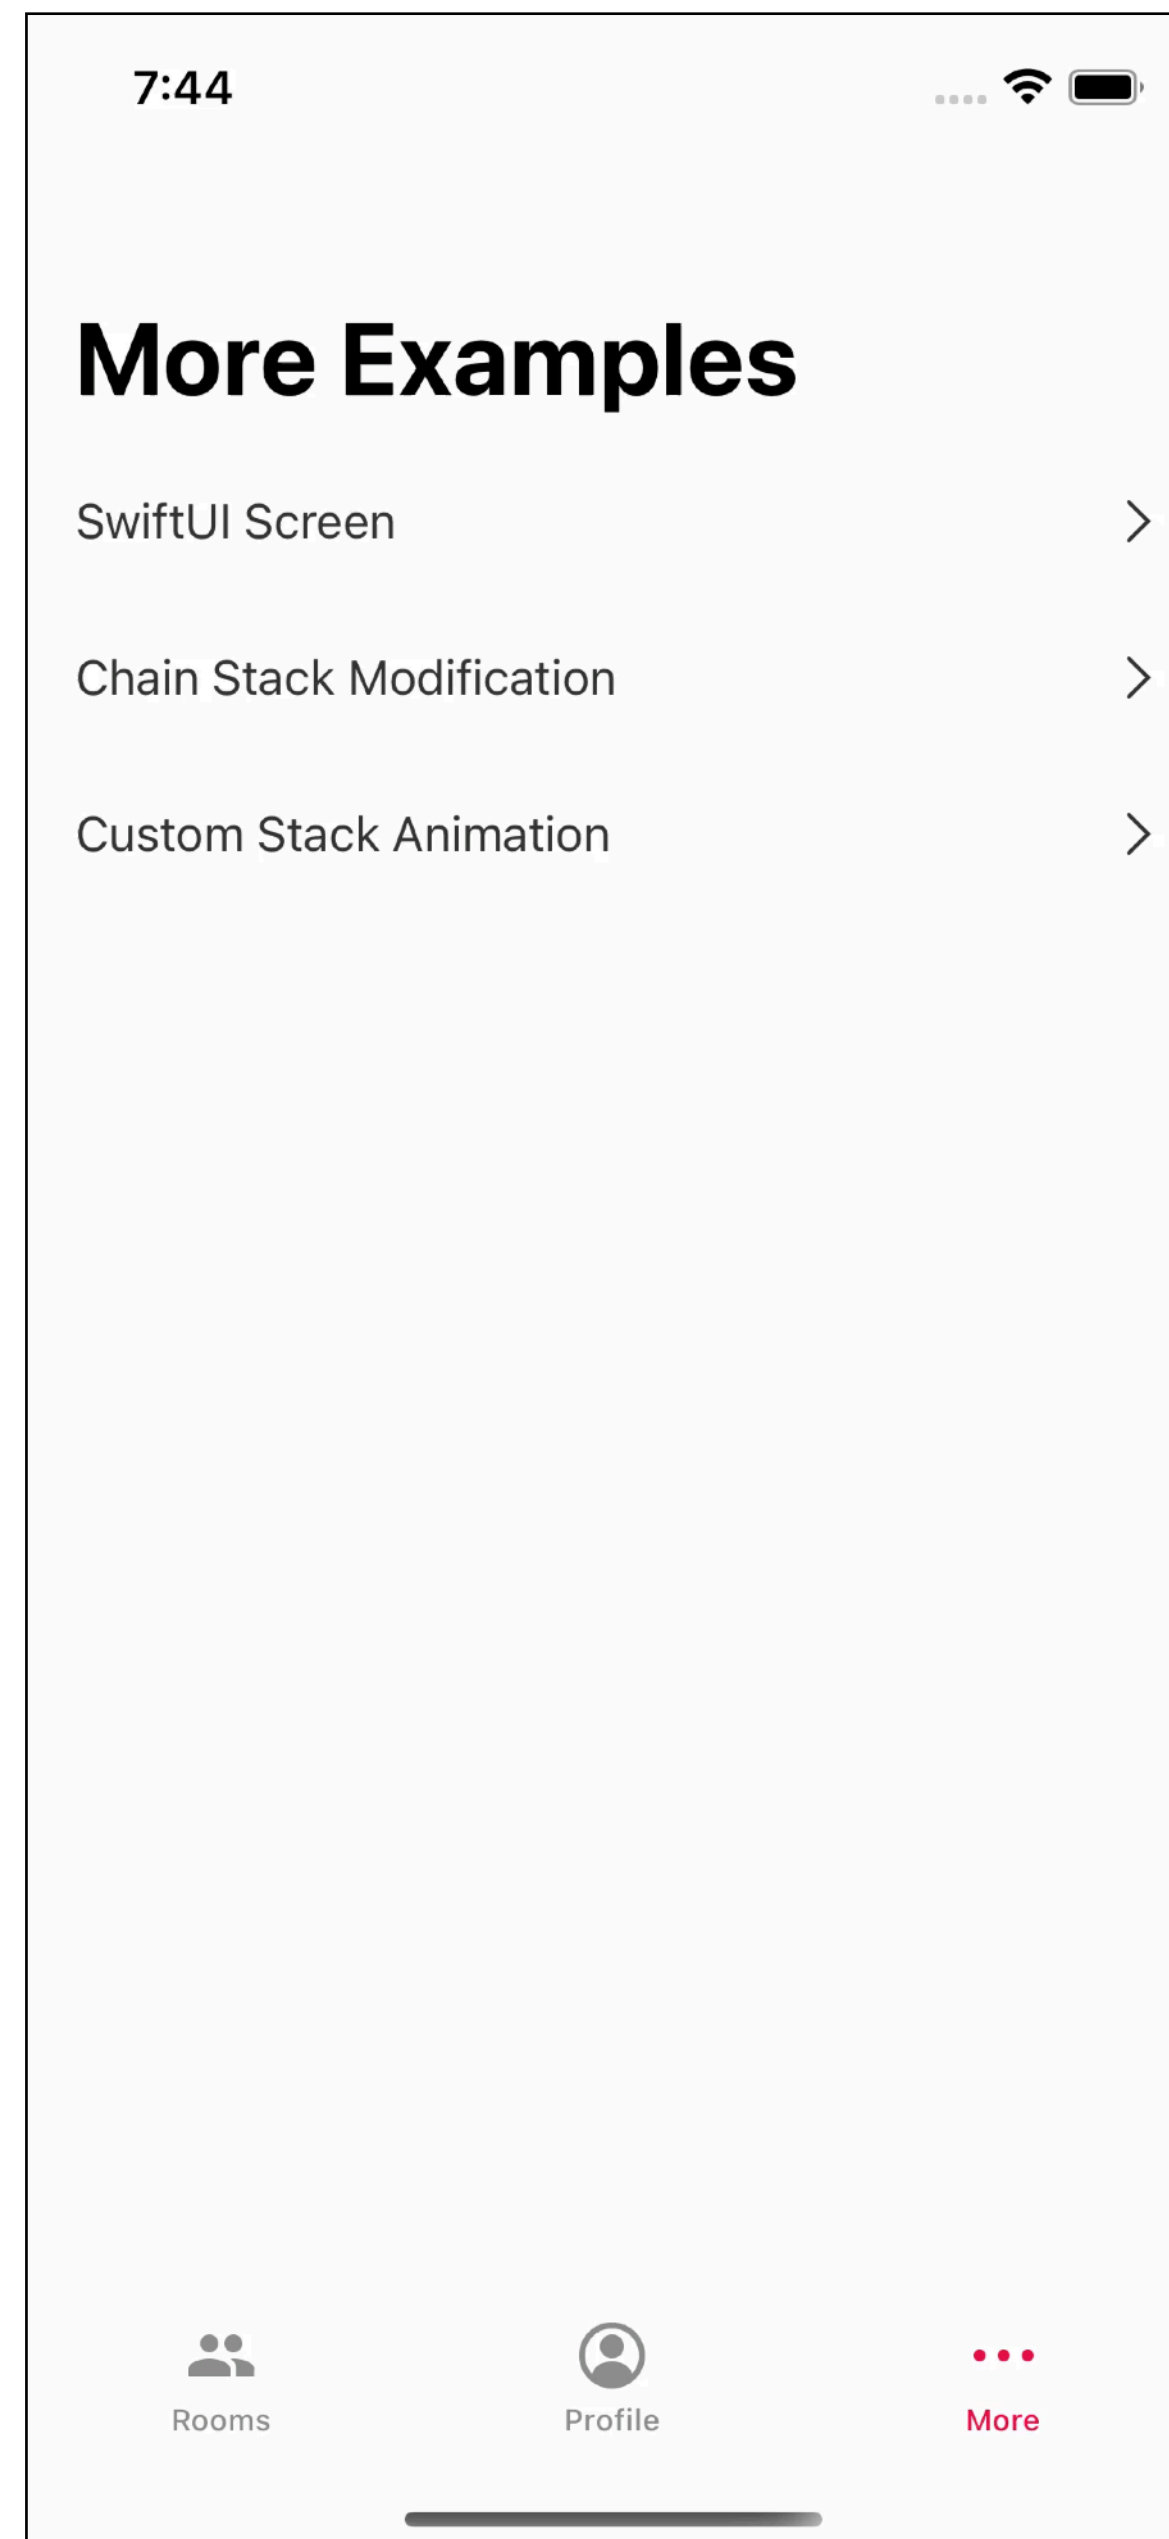 7:44
More Examples
SwiftUI Screen
Chain Stack Modification
Custom Stack Animation
Rooms
Profile
More